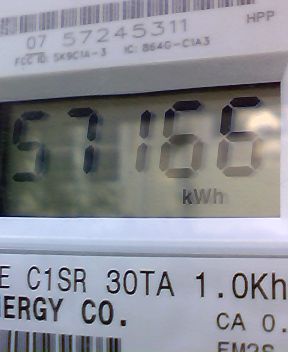 HPP
07 57245311
FCC ID: SK9C1A-3 IC: 864G-C1A3
57166
kWh
E C1SR 30TA 1.0Kh
ERGY CO.
CA 0.
EM2S